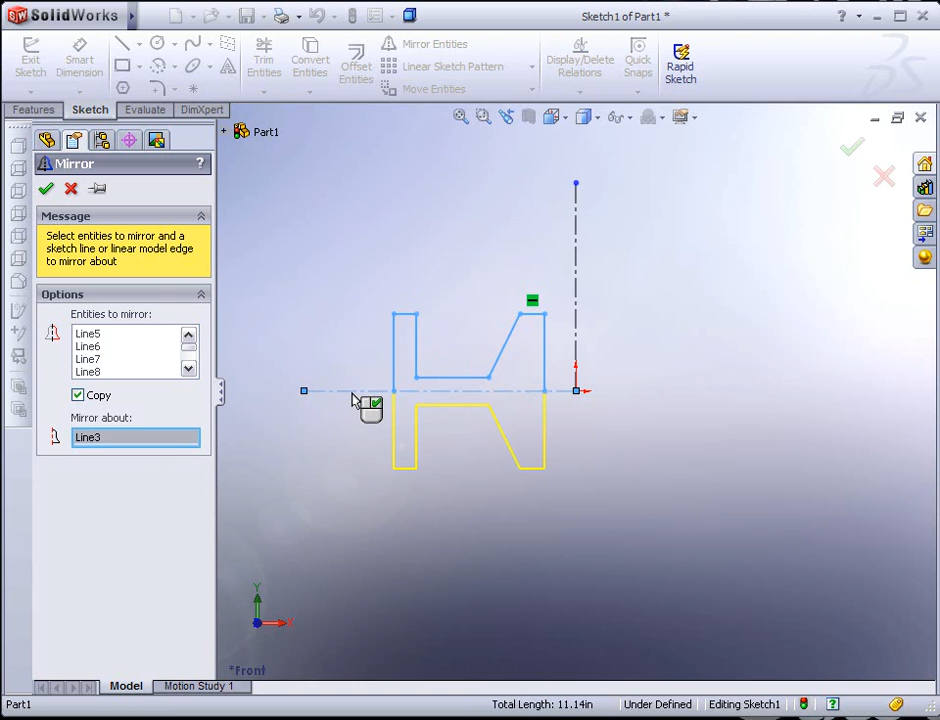 SolidWorks
Sketch1 of Part1 *
?
Exit Sketch
Smart Dimension
Trim Entities
Convert Entities
Offset Entities
Mirror Entities
Linear Sketch Pattern
Move Entities
Display/Delete Relations
Quick Snaps
Rapid Sketch
Features
Sketch
Evaluate
DimXpert
Part1
Mirror
?
Message
Select entities to mirror and a
sketch line or linear model edge
to mirror about
Options
Entities to mirror:
Line5
Line6
Line7
Line8
Copy
Mirror about:
Line3
Y
X
*Front
Model
Motion Study 1
Part1
Total Length: 11.14in
Under Defined
Editing Sketch1
?